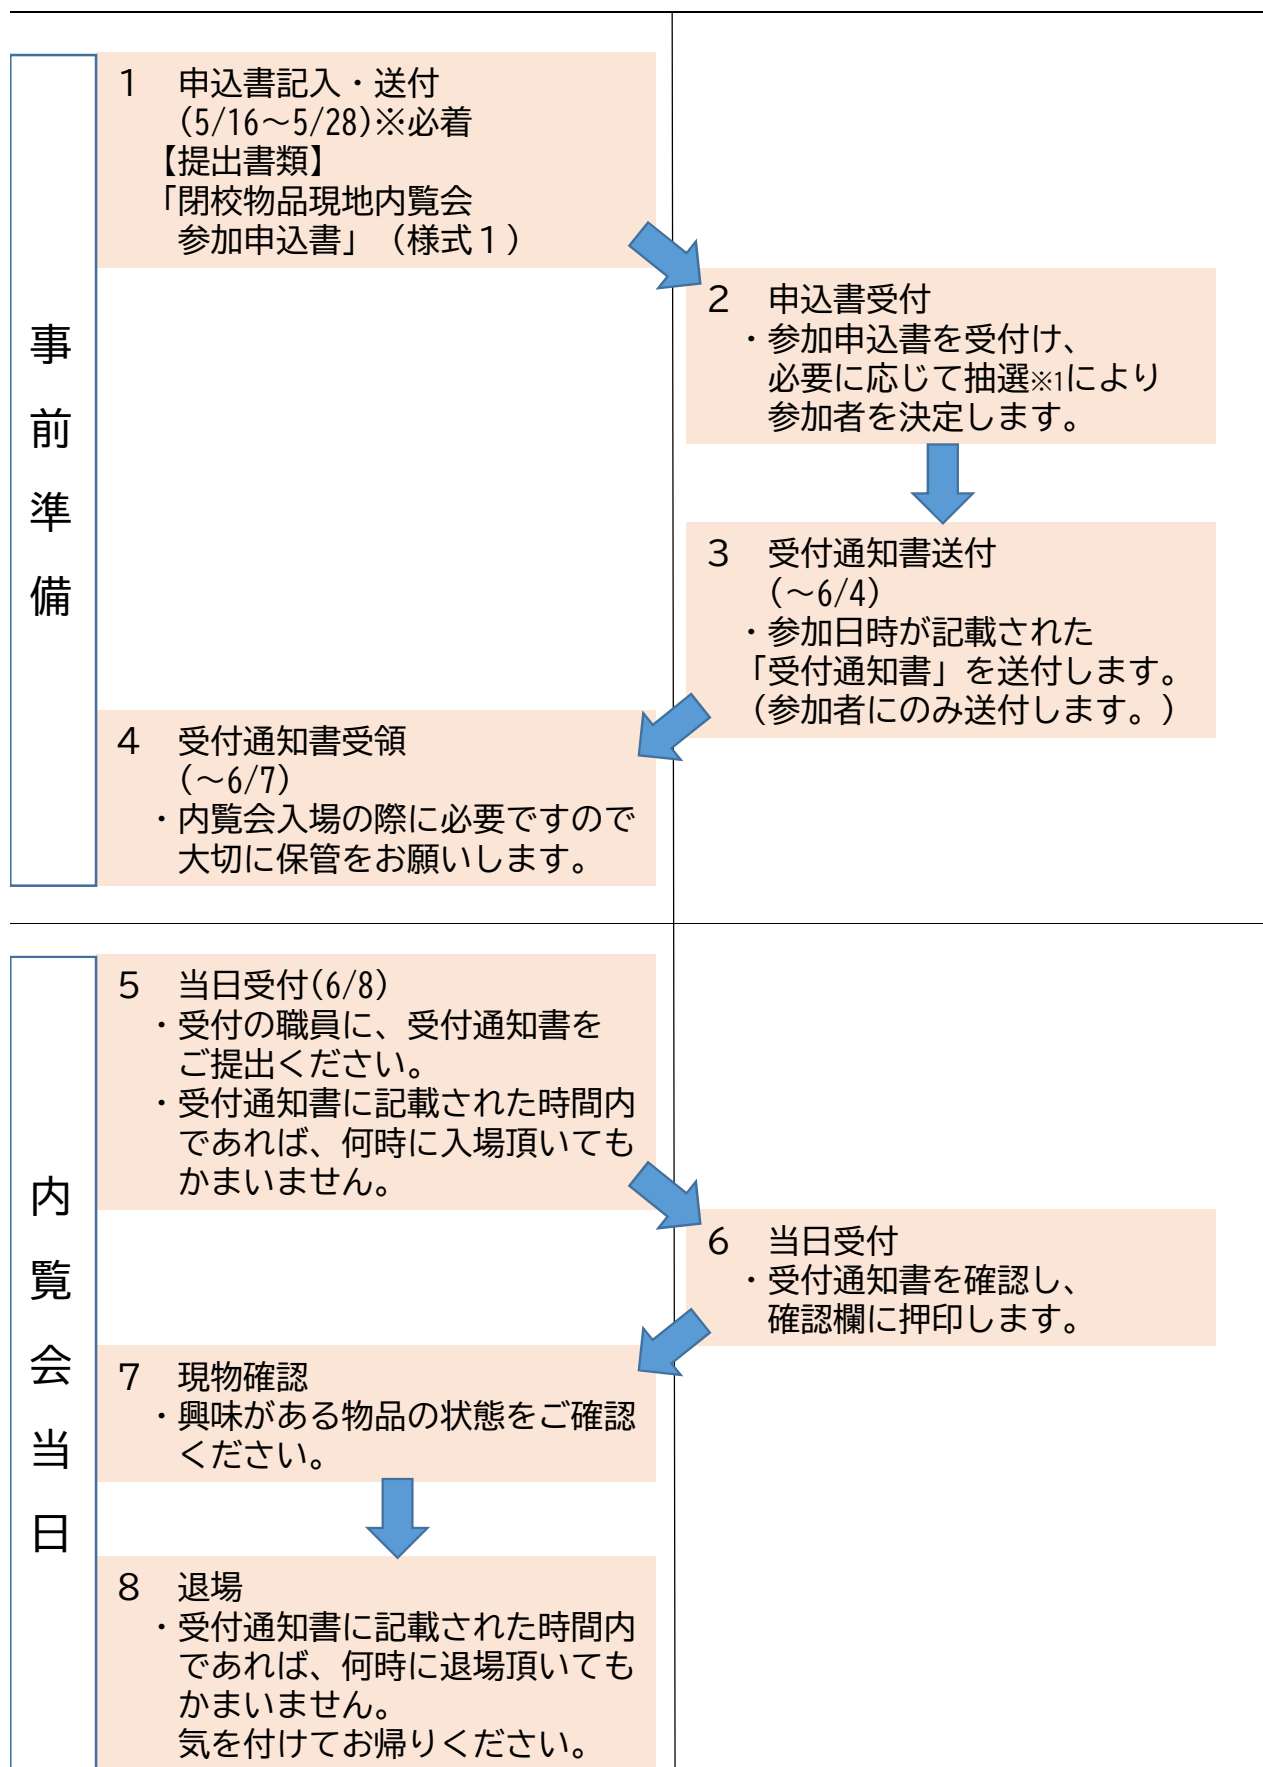 事前準備
1 申込書記入・送付
(5/16～5/28)※必着
【提出書類】
「閉校物品現地内覧会
参加申込書」（様式１）
2 申込書受付
・参加申込書を受付け、
必要に応じて抽選※1により
参加者を決定します。
3 受付通知書送付
(～6/4)
・参加日時が記載された
「受付通知書」を送付します。
（参加者にのみ送付します。）
4 受付通知書受領
(～6/7)
・内覧会入場の際に必要ですので
大切に保管をお願いします。
内覧会当日
5 当日受付(6/8)
・受付の職員に、受付通知書を
ご提出ください。
・受付通知書に記載された時間内
であれば、何時に入場頂いても
かまいません。
6 当日受付
・受付通知書を確認し、
確認欄に押印します。
7 現物確認
・興味がある物品の状態をご確認
ください。
8 退場
・受付通知書に記載された時間内
であれば、何時に退場頂いても
かまいません。
気を付けてお帰りください。